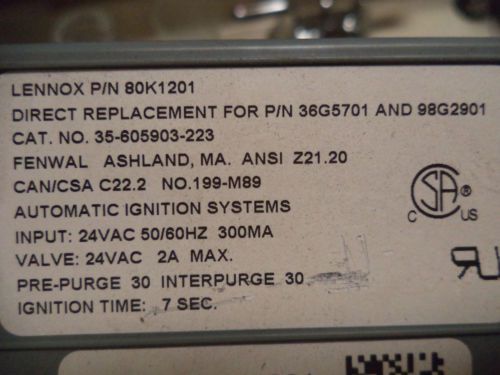 LENNOX P/N 80K1201
DIRECT REPLACEMENT FOR P/N 36G5701 AND 98G2901
CAT. NO. 35-605903-223
FENWAL ASHLAND, MA. ANSI Z21.20
CAN/CSA C22.2 NO.199-M89
AUTOMATIC IGNITION SYSTEMS
INPUT: 24VAC 50/60HZ 300MA
VALVE: 24VAC 2A MAX.
PRE-PURGE 30 INTERPURGE 30
IGNITION TIME: 7 SEC.
CSA ®
C US